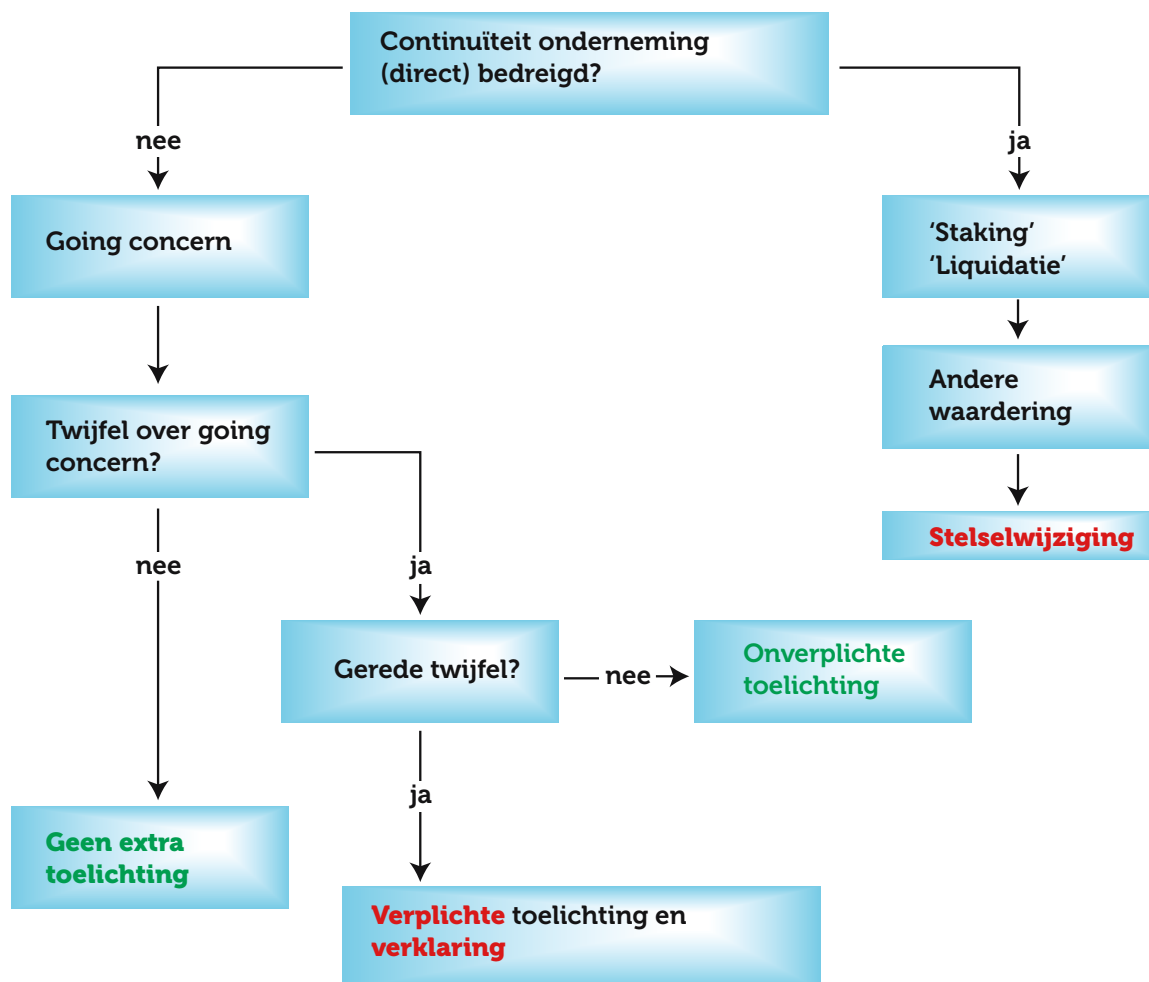 Continuïteit onderneming
(direct) bedreigd?
nee
ja
Going concern
‘Staking’
‘Liquidatie’
Andere
waardering
Twijfel over going
concern?
Stelselwijziging
nee
ja
Gerede twijfel?
nee
Onverplichte
toelichting
ja
Geen extra
toelichting
Verplichte toelichting en
verklaring